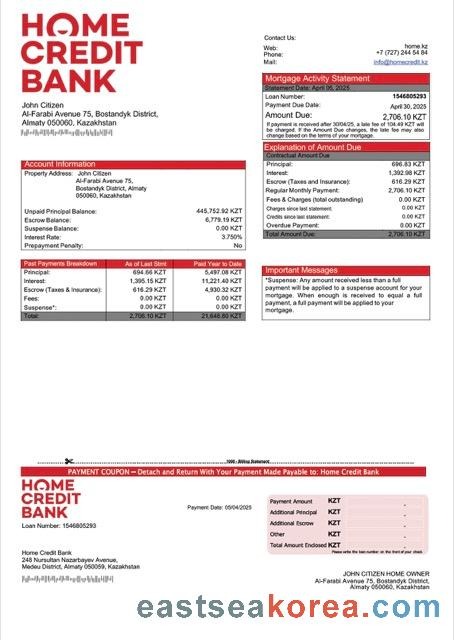 HOME
CREDIT
BANK
John Citizen
Al-Farabi Avenue 75, Bostandyk District,
Almaty 050060, Kazakhstan
Contact Us:
Web: home.kz
Phone: +7 (727) 244 54 84
Mail: info@homecredit.kz
Mortgage Activity Statement
Statement Date: April 05, 2025
Loan Number: 1546805293
Payment Due Date: April 30, 2025
Amount Due: 2,706.10 KZT
If payment is received after 30/04/25, a late fee of 104.49 KZT will
be charged. If the Amount Due changes, the late fee may also
change based on the terms of your mortgage.
Explanation of Amount Due
Contractual Amount Due
Principal: 696.83 KZT
Interest: 1,392.98 KZT
Escrow (Taxes and Insurance): 616.29 KZT
Regular Monthly Payment: 2,706.10 KZT
Fees & Charges (total outstanding) 0.00 KZT
Charges since last statement: 0.00 KZT
Credits since last statement: 0.00 KZT
Overdue Payment: 0.00 KZT
Total Amount Due: 2,706.10 KZT
Account Information
Property Address: John Citizen
Al-Farabi Avenue 75,
Bostandyk District, Almaty
050060, Kazakhstan
Unpaid Principal Balance: 445,752.92 KZT
Escrow Balance: 6,779.19 KZT
Suspense Balance: 0.00 KZT
Interest Rate: 3.750%
Prepayment Penalty: No
Past Payments Breakdown As of Last Stmt Paid Year to Date
Principal: 694.66 KZT 5,497.08 KZT
Interest: 1,395.15 KZT 11,221.40 KZT
Escrow (Taxes & Insurance): 616.29 KZT 4,930.32 KZT
Fees: 0.00 KZT 0.00 KZT
Suspense*: 0.00 KZT 0.00 KZT
Total: 2,706.10 KZT 21,648.80 KZT
Important Messages
*Suspense: Any amount received less than a full
payment will be applied to a suspense account for your
mortgage. When enough is received to equal a full
payment, a full payment will be applied to your
mortgage.
1098 - Billing Statement
PAYMENT COUPON – Detach and Return With Your Payment Made Payable to: Home Credit Bank
HOME
CREDIT
BANK
Loan Number: 1546805293
Payment Date: 05/04/2025
Payment Amount KZT
Additional Principal KZT
Additional Escrow KZT
Other KZT
Total Amount Enclosed KZT
Please write the loan number on the front of your check.
Home Credit Bank
248 Nursultan Nazarbayev Avenue,
Medeu District, Almaty 050059, Kazakhstan
JOHN CITIZEN HOME OWNER
Al-Farabi Avenue 75, Bostandyk District,
Almaty 050060, Kazakhstan
eastseakorea.com